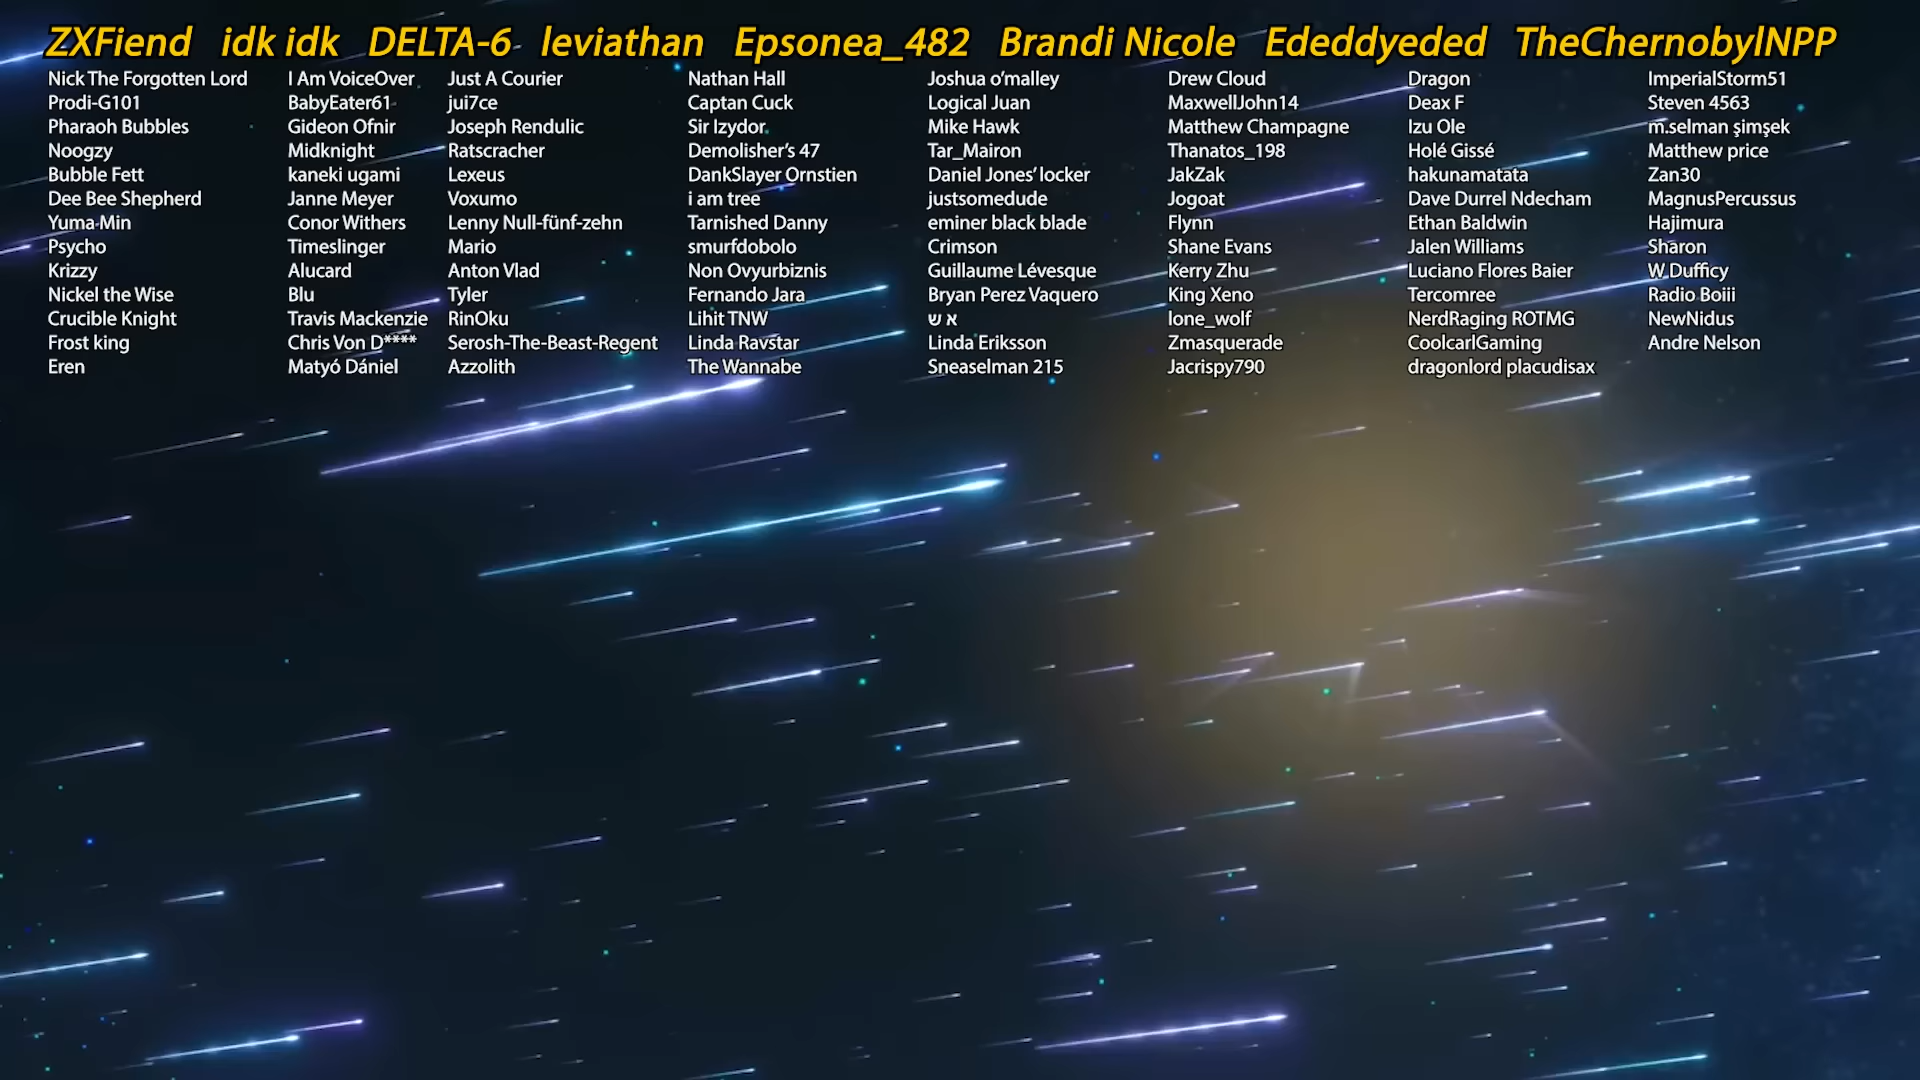 ZXFiend idk idk DELTA-6 leviathan Epsonea_482 Brandi Nicole Ededdyeded TheChernobylNPP
Nick The Forgotten Lord I Am VoiceOver Just A Courier Nathan Hall Joshua o’malley Drew Cloud Dragon ImperialStorm51
Prodi-G101 BabyEater61 jui7ce Captan Cuck Logical Juan MaxwellJohn14 Deax F Steven 4563
Pharaoh Bubbles Gideon Ofnir Joseph Rendulic Sir Izydor Mike Hawk Matthew Champagne Izu Ole m.selman şimşek
Noogzy Midknight Ratscracher Demolisher’s 47 Tar_Mairon Thanatos_198 Holé Gissé Matthew price
Bubble Fett kaneki ugami Lexeus DankSlayer Ornstien Daniel Jones’ locker JakZak hakunamatata Zan30
Dee Bee Shepherd Janne Meyer Voxumo i am tree justsomedude Jogoat Dave Durrel Ndecham MagnusPercussus
Yuma Min Conor Withers Lenny Null-fünf-zehn Tarnished Danny eminer black blade Flynn Ethan Baldwin Hajimura
Psycho Timeslinger Mario smurfdobolo Crimson Shane Evans Jalen Williams Sharon
Krizzy Alucard Anton Vlad Non Ovyurbiznis Guillaume Lévesque Kerry Zhu Luciano Flores Baier W Dufficy
Nickel the Wise Blu Tyler Fernando Jara Bryan Perez Vaquero King Xeno Tercomree Radio Boiii
Crucible Knight Travis Mackenzie RinOku Lihit TNW א ש lone_wolf NerdRaging ROTMG NewNidus
Frost king Chris Von D**** Serosh-The-Beast-Regent Linda Ravstar Linda Eriksson Zmasquerade CoolcarlGaming Andre Nelson
Eren Matyó Dániel Azzolith The Wannabe Sneaselman 215 Jacrispy790 dragonlord placudisax